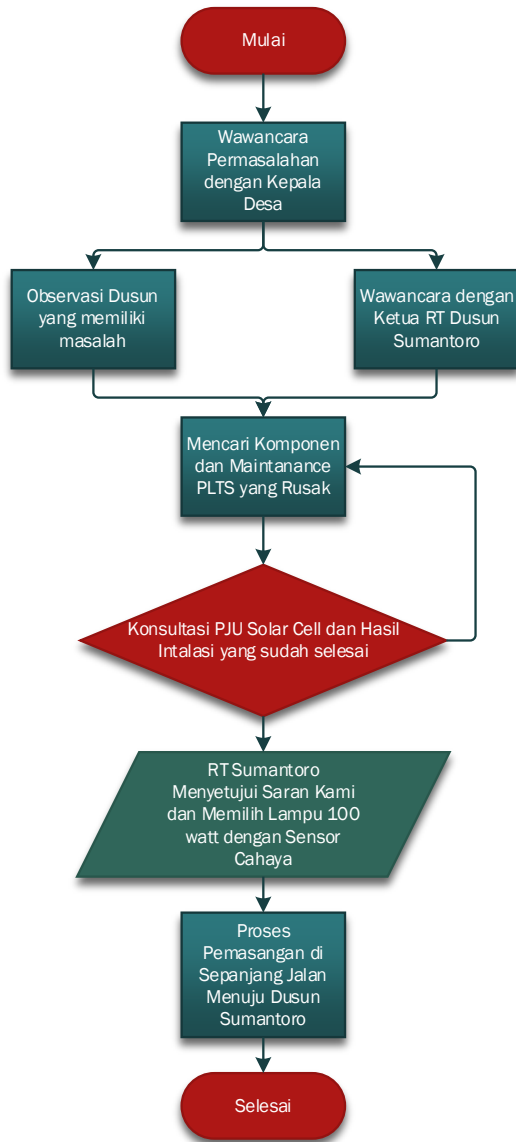 Mulai
Wawancara
Permasalahan
dengan Kepala
Desa
Observasi Dusun
yang memiliki
masalah
Wawancara dengan
Ketua RT Dusun
Sumantoro
Mencari Komponen
dan Maintanance
PLTS yang Rusak
Konsultasi PJU Solar Cell dan Hasil
Intalasi yang sudah selesai
RT Sumantoro
Menyetujui Saran Kami
dan Memilih Lampu 100
watt dengan Sensor
Cahaya
Proses
Pemasangan di
Sepanjang Jalan
Menuju Dusun
Sumantoro
Selesai